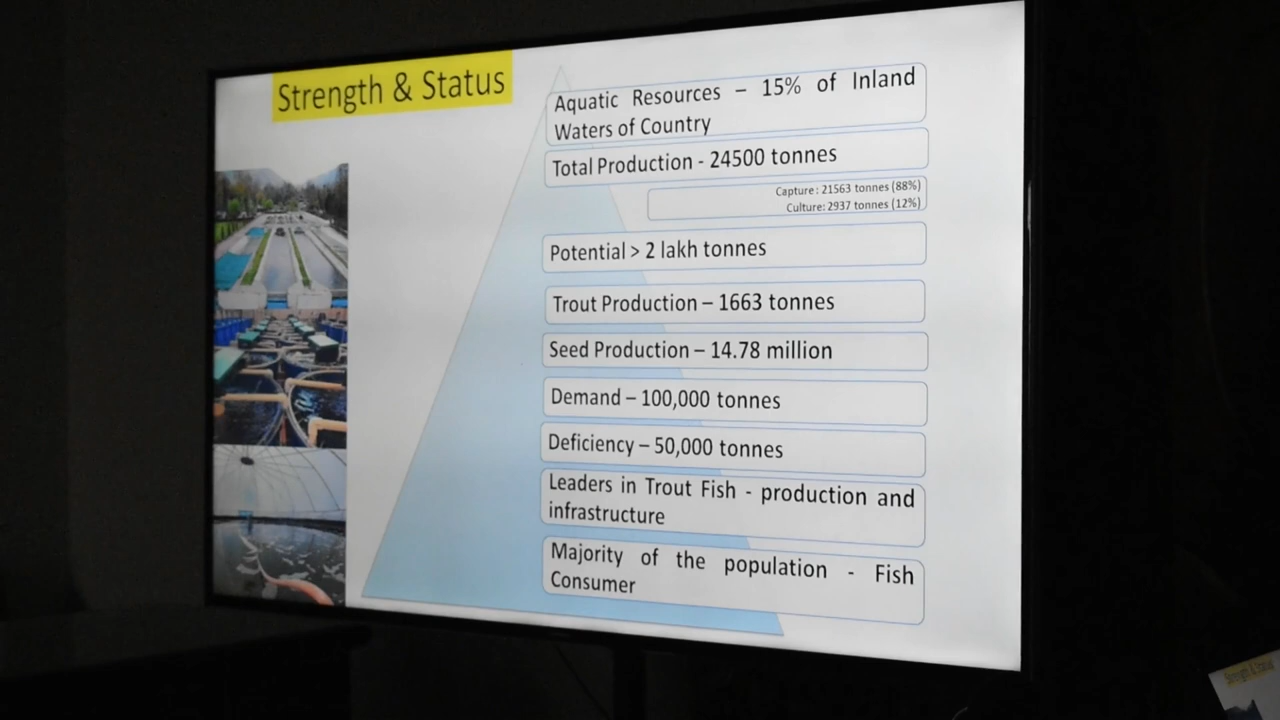 Strength & Status
Aquatic Resources – 15% of Inland
Waters of Country
Total Production - 24500 tonnes
Capture: 21563 tonnes (88%)
Culture: 2937 tonnes (12%)
Potential > 2 lakh tonnes
Trout Production – 1663 tonnes
Seed Production – 14.78 million
Demand – 100,000 tonnes
Deficiency – 50,000 tonnes
Leaders in Trout Fish - production and
infrastructure
Majority of the population - Fish
Consumer
Strength & Status